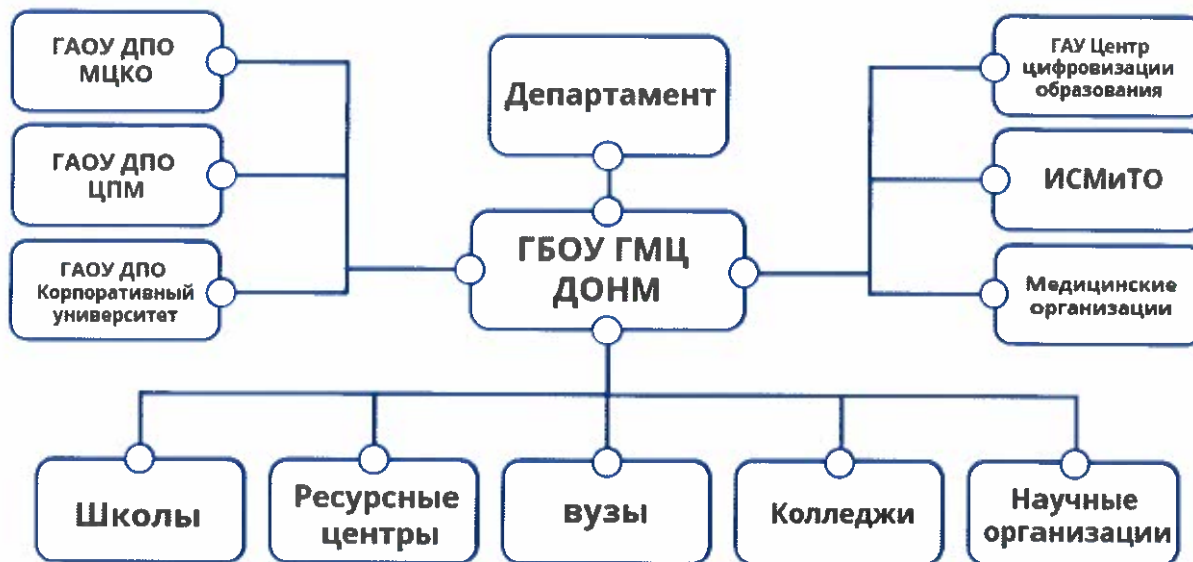 ГАОУ ДПО
МЦКО
ГАОУ ДПО
ЦПМ
ГАОУ ДПО
Корпоративный
университет
Департамент
ГБОУ ГМЦ
ДОНМ
ГАУ Центр
цифровизации
образования
ИСМиТО
Медицинские
организации
Школы
Ресурсные
центры
вузы
Колледжи
Научные
организации